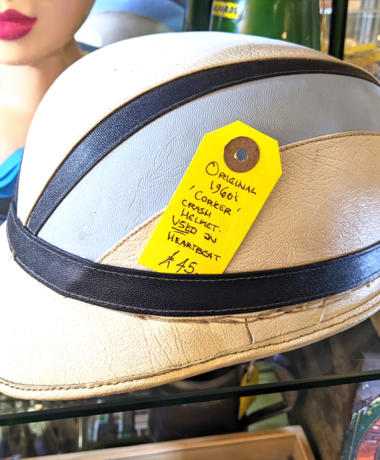 ORIGINAL
1960's
'CORKER'
CRASH
HELMET.
USED IN
HEARTBEAT
£45